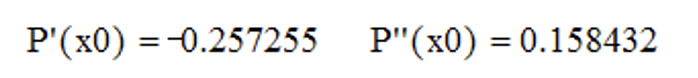 P'(x0) = -0.257255 P''(x0) = 0.158432